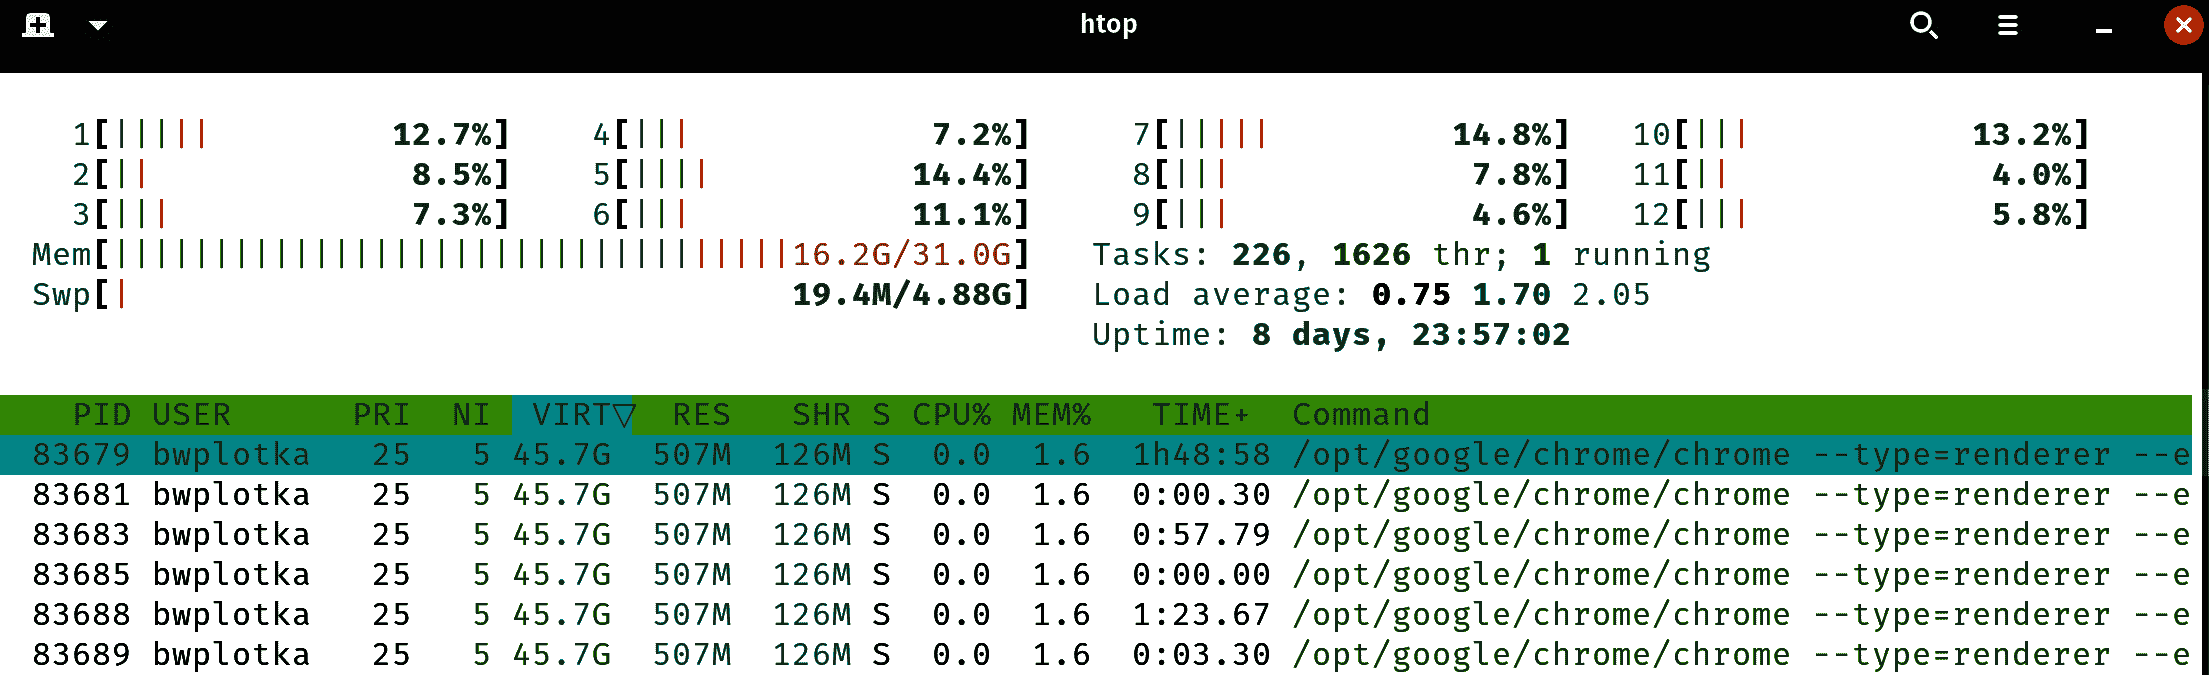 htop
1[||||| 12.7%] 4[||| 7.2%] 7[||||| 14.8%] 10[||| 13.2%]
2[|| 8.5%] 5[|||| 14.4%] 8[||| 7.8%] 11[|| 4.0%]
3[||| 7.3%] 6[||| 11.1%] 9[||| 4.6%] 12[||| 5.8%]
Mem[||||||||||||||||||||||||||||||||||16.2G/31.0G] Tasks: 226, 1626 thr; 1 running
Swp[| 19.4M/4.88G] Load average: 0.75 1.70 2.05
Uptime: 8 days, 23:57:02
PID USER PRI NI VIRT▽ RES SHR S CPU% MEM% TIME+ Command
83679 bwplotka 25 5 45.7G 507M 126M S 0.0 1.6 1h48:58 /opt/google/chrome/chrome --type=renderer --e
83681 bwplotka 25 5 45.7G 507M 126M S 0.0 1.6 0:00.30 /opt/google/chrome/chrome --type=renderer --e
83683 bwplotka 25 5 45.7G 507M 126M S 0.0 1.6 0:57.79 /opt/google/chrome/chrome --type=renderer --e
83685 bwplotka 25 5 45.7G 507M 126M S 0.0 1.6 0:00.00 /opt/google/chrome/chrome --type=renderer --e
83688 bwplotka 25 5 45.7G 507M 126M S 0.0 1.6 1:23.67 /opt/google/chrome/chrome --type=renderer --e
83689 bwplotka 25 5 45.7G 507M 126M S 0.0 1.6 0:03.30 /opt/google/chrome/chrome --type=renderer --e